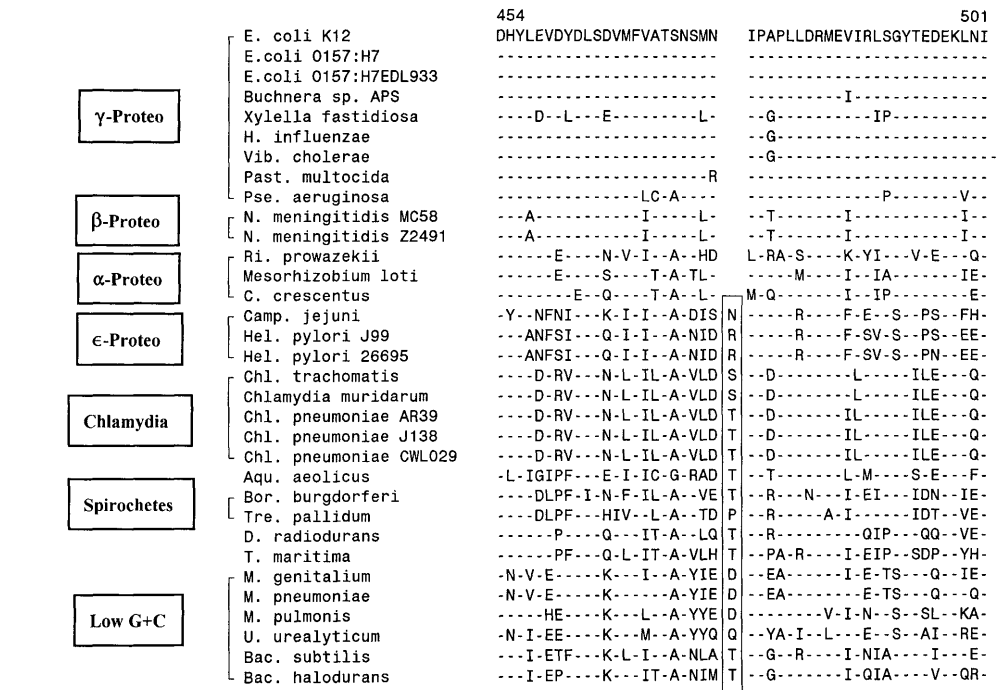 454 501
E. coli K12 DHYLEVDYDLSDVMFVATSNSMN IPAPLLDRMEVIRLSGYTEDEKLNI
E.coli O157:H7 ----------------------- -------------------------
E.coli O157:H7EDL933 ----------------------- -------------------------
Buchnera sp. APS ----------------------- ----------I--------------
γ-Proteo
Xylella fastidiosa ----D--L---E---------L- --G----------IP----------
H. influenzae ----------------------- --G----------------------
Vib. cholerae ----------------------- --G-----------------------
Past. multocida ----------------------R -------------------------
Pse. aeruginosa ---------------LC-A---- --------------P-------V--
β-Proteo
N. meningitidis MC58 ---A-----------I-----L- --T-------I-----------I--
N. meningitidis Z2491 ---A-----------I-----L- --T-------I-----------I--
Ri. prowazekii ------E----N-V-I--A--HD L-RA-S----K-YI---V-E---Q-
α-Proteo
Mesorhizobium loti ------E----S----T-A-TL- -----M----I--IA-------IE-
C. crescentus --------E--Q----T-A--L- M-Q-------I--IP--------E-
Camp. jejuni -Y--NFNI---K-I-I--A-DIS N -----R----F-E--S--PS--FH-
ϵ-Proteo
Hel. pylori J99 ---ANFSI---Q-I-I--A-NID R -----R----F-SV-S--PS--EE-
Hel. pylori 26695 ---ANFSI---Q-I-I--A-NID R -----R----F-SV-S--PN--EE-
Chl. trachomatis ----D-RV---N-L-IL-A-VLD S --D--------L-----ILE---Q-
Chlamydia muridarum ----D-RV---N-L-IL-A-VLD S --D--------L-----ILE---Q-
Chlamydia
Chl. pneumoniae AR39 ----D-RV---N-L-IL-A-VLD T --D-------IL-----ILE---Q-
Chl. pneumoniae J138 ----D-RV---N-L-IL-A-VLD T --D-------IL-----ILE---Q-
Chl. pneumoniae CWL029 ----D-RV---N-L-IL-A-VLD T --D-------IL-----ILE---Q-
Aqu. aeolicus -L-IGIPF---E-I-IC-G-RAD T --T-------L-M----S-E---F-
Spirochetes
Bor. burgdorferi ----DLPF-I-N-F-IL-A--VE T --R---N---I-EI---IDN--IE-
Tre. pallidum ----DLPF---HIV--L-A--TD P --R-----A-I------IDT--VE-
D. radiodurans ------P----Q---IT-A--LQ T --R---------QIP---QQ--VE-
T. maritima ------PF---Q-L-IT-A-VLH T --PA-R----I-EIP--SDP--YH-
M. genitalium -N-V-E-----K---I--A-YIE D --EA------I-E-TS---Q--IE-
M. pneumoniae -N-V-E-----K------A-YIE D --EA--------E-TS---Q---Q-
Low G+C
M. pulmonis -----HE----K---L--A-YYE D --------V-I-N--S--SL--KA-
U. urealyticum -N-I-EE----K---M--A-YYQ Q --YA-I--L---E--S--AI--RE-
Bac. subtilis ---I-ETF---K-L-I--A-NLA T --G--R----I-NIA----I---E-
Bac. halodurans ---I-EP----K---IT-A-NIM T --G-------I-QIA----V--QR-